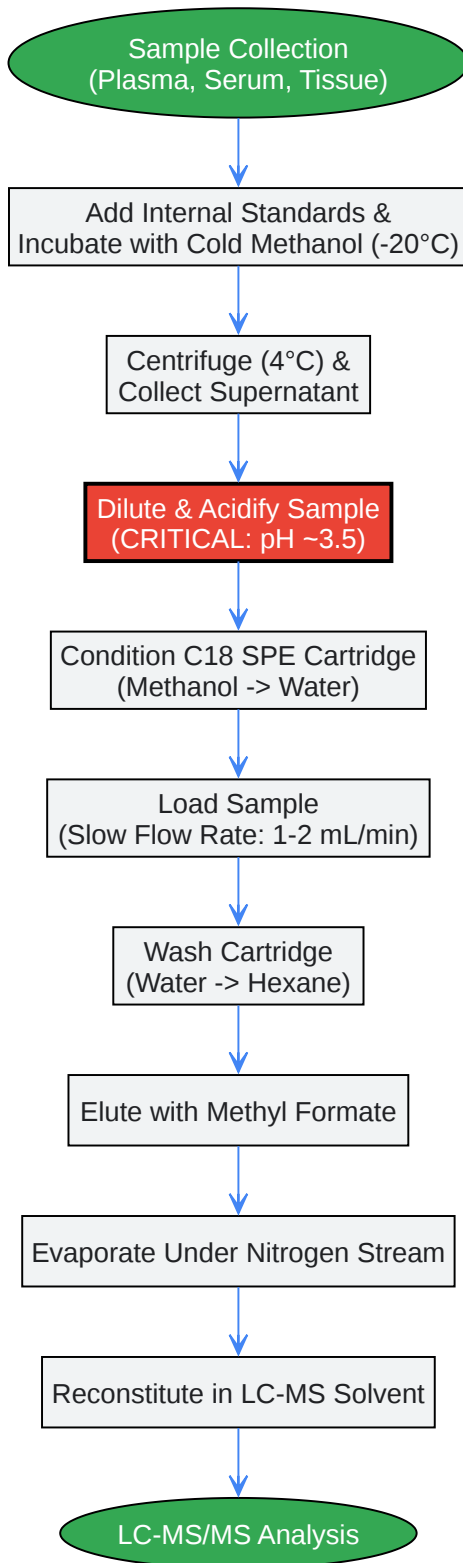 Sample Collection
(Plasma, Serum, Tissue)
Add Internal Standards &
Incubate with Cold Methanol (-20°C)
Centrifuge (4°C) &
Collect Supernatant
Dilute & Acidify Sample
(CRITICAL: pH ~3.5)
Condition C18 SPE Cartridge
(Methanol -> Water)
Load Sample
(Slow Flow Rate: 1-2 mL/min)
Wash Cartridge
(Water -> Hexane)
Elute with Methyl Formate
Evaporate Under Nitrogen Stream
Reconstitute in LC-MS Solvent
LC-MS/MS Analysis